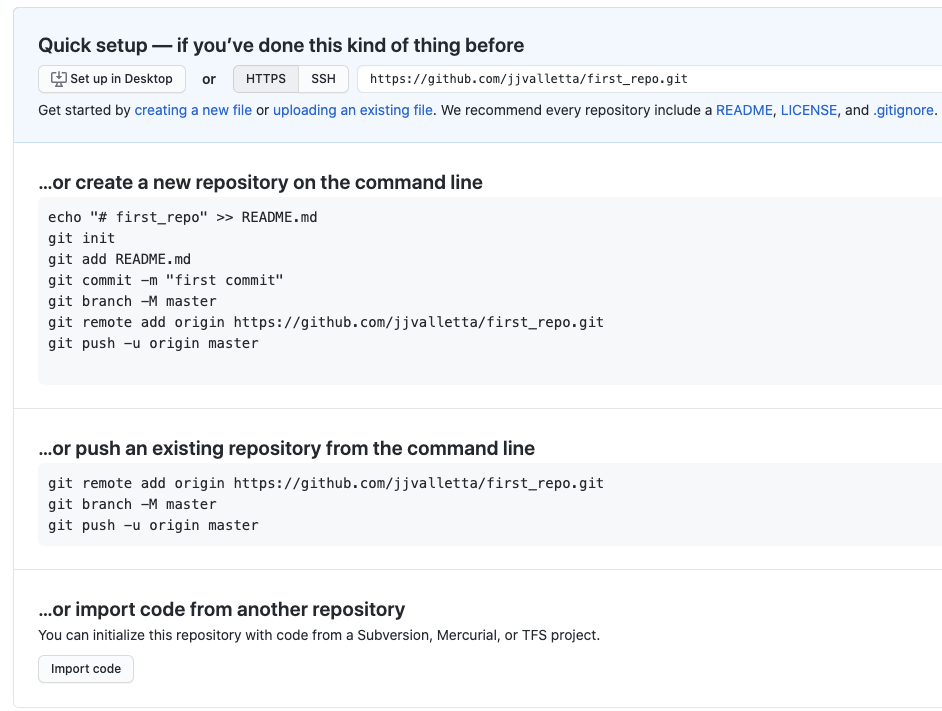 Quick setup — if you’ve done this kind of thing before
Set up in Desktop or HTTPS SSH https://github.com/jjvalletta/first_repo.git
Get started by creating a new file or uploading an existing file. We recommend every repository include a README, LICENSE, and .gitignore.
…or create a new repository on the command line
echo "# first_repo" >> README.md
git init
git add README.md
git commit -m "first commit"
git branch -M master
git remote add origin https://github.com/jjvalletta/first_repo.git
git push -u origin master
…or push an existing repository from the command line
git remote add origin https://github.com/jjvalletta/first_repo.git
git branch -M master
git push -u origin master
…or import code from another repository
You can initialize this repository with code from a Subversion, Mercurial, or TFS project.
Import code